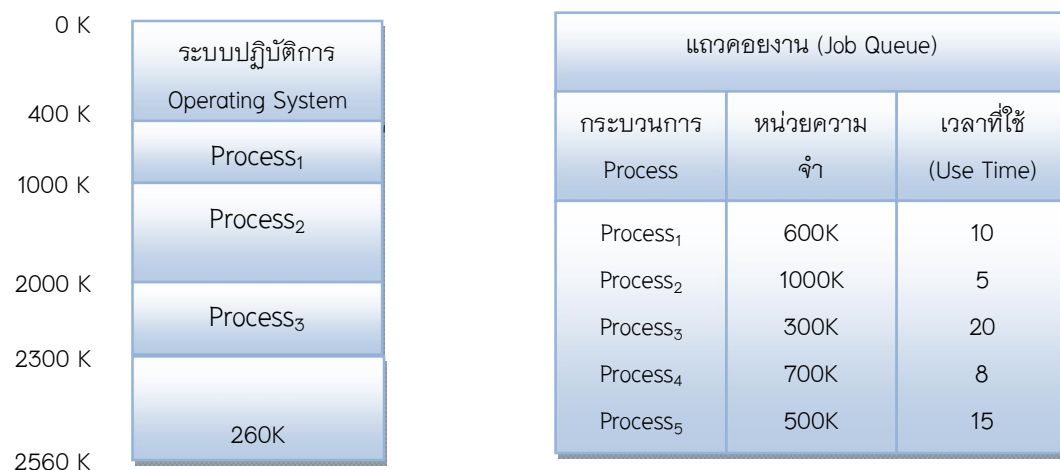 0 K
ระบบปฏิบัติการ
Operating System
400 K
Process₁
1000 K
Process₂
2000 K
Process₃
2300 K
260K
2560 K
แถวคอยงาน (Job Queue)
กระบวนการ
Process
หน่วยความ
จำ
เวลาที่ใช้
(Use Time)
Process₁ 600K 10
Process₂ 1000K 5
Process₃ 300K 20
Process₄ 700K 8
Process₅ 500K 15